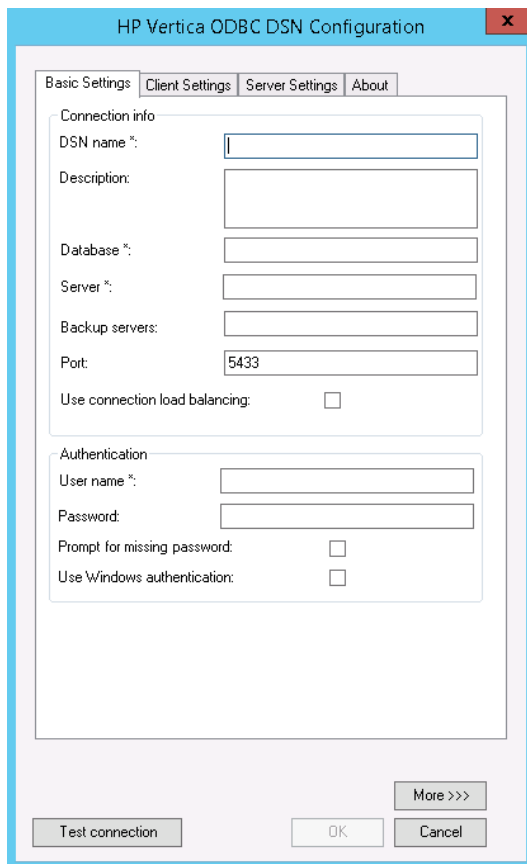 HP Vertica ODBC DSN Configuration
x
Basic Settings Client Settings Server Settings About
Connection info
DSN name *:
Description:
Database *:
Server *:
Backup servers:
Port: 5433
Use connection load balancing:
Authentication
User name *:
Password:
Prompt for missing password:
Use Windows authentication:
More >>>
Test connection OK Cancel